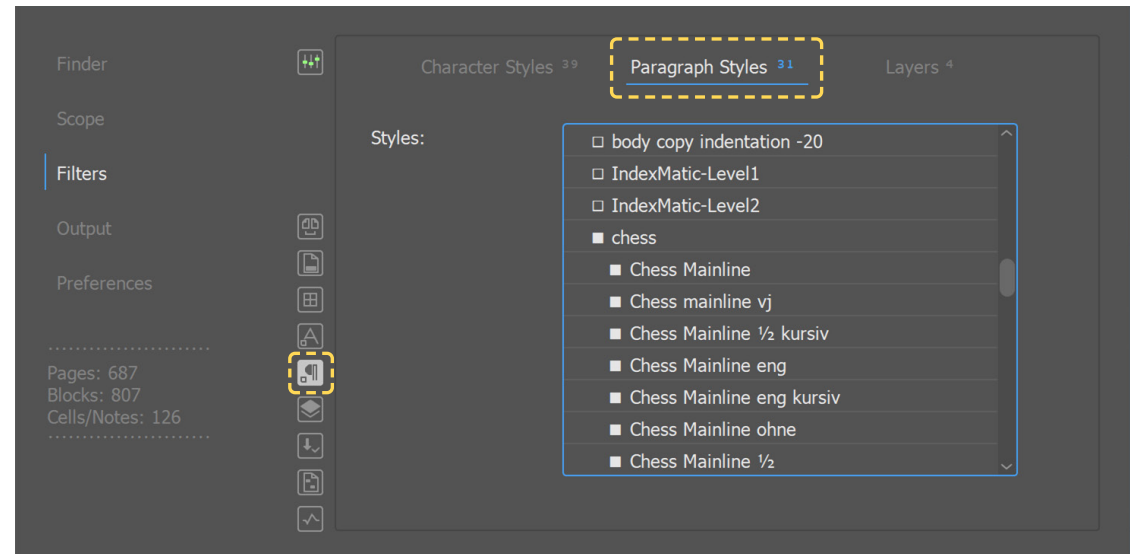 Finder
Scope
Filters
Output
Preferences
Pages: 687
Blocks: 807
Cells/Notes: 126
Character Styles 39
Paragraph Styles 31
Layers 4
Styles:
body copy indentation -20
IndexMatic-Level1
IndexMatic-Level2
chess
Chess Mainline
Chess mainline vj
Chess Mainline ½ kursiv
Chess Mainline eng
Chess Mainline eng kursiv
Chess Mainline ohne
Chess Mainline ½